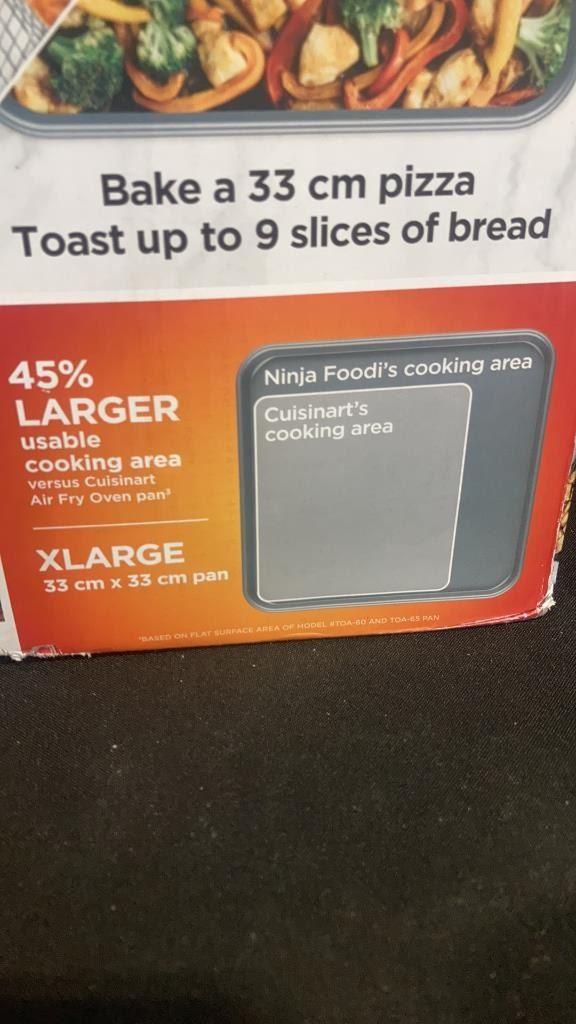 Bake a 33 cm pizza
Toast up to 9 slices of bread
45%
LARGER
usable
cooking area
versus Cuisinart
Air Fry Oven pan³
XLARGE
33 cm x 33 cm pan
Ninja Foodi's cooking area
Cuisinart's
cooking area
³BASED ON FLAT SURFACE AREA OF MODEL #TOA-60 AND TOA-65 PAN